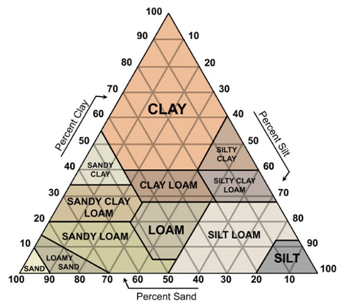 100
90
10
80
20
70
30
Percent Clay
60
CLAY
40
Percent Silt
50
50
SILTY
CLAY
40
SANDY
CLAY
60
30
CLAY LOAM
SILTY CLAY
LOAM
70
SANDY CLAY
LOAM
20
80
SANDY LOAM
LOAM
SILT LOAM
10
90
LOAMY
SAND
SAND
SILT
100
100
90
80
70
60
50
40
30
20
10
100
Percent Sand